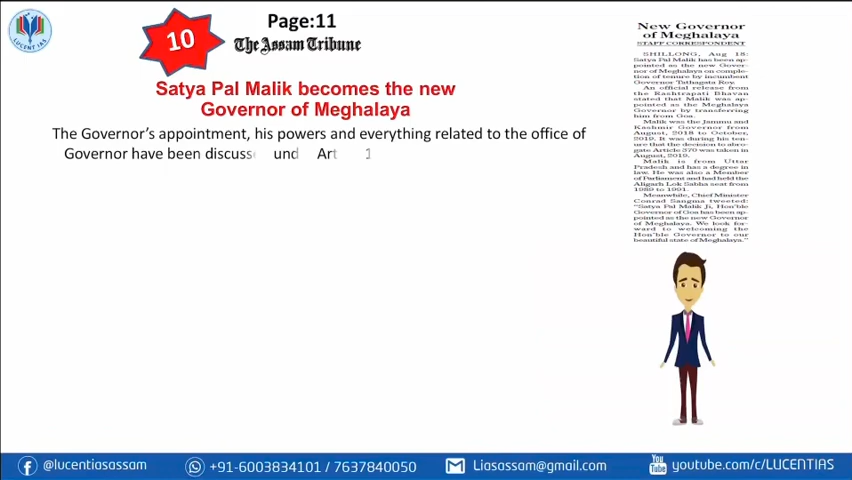 LUCENT IAS
10
Page:11
The Assam Tribune
Satya Pal Malik becomes the new
Governor of Meghalaya
The Governor's appointment, his powers and everything related to the office of
Governor have been discuss und Art 1
New Governor
of Meghalaya
STAFF CORRESPONDENT
SHILLONG, Aug 18:
Satya Pal Malik has been ap-
pointed as the new Gover-
nor of Meghalaya on comple-
tion of tenure by incumbent
Governor Tathagata Roy.
An official release from
the Rashtrapati Bhavan
stated that Malik was ap-
pointed as the Meghalaya
Governor by transferring
him from Goa.
Malik was the Jammu and
Kashmir Governor from
August, 2018 to October,
2019. It was during his ten-
ure that the decision to abro-
gate Article 370 was taken in
August, 2019.
Malik is from Uttar
Pradesh and has a degree in
law. He was also a Member
of Parliament and had held the
Aligarh Lok Sabha seat from
1989 to 1991.
Meanwhile, Chief Minister
Conrad Sangma tweeted:
"Satya Pal Malik Ji, Hon'ble
Governor of Goa has been ap-
pointed as the new Governor
of Meghalaya. We look for-
ward to welcoming the
Hon'ble Governor to our
beautiful state of Meghalaya."
@lucentiasassam
+91-6003834101 / 7637840050
Liasassam@gmail.com
You
Tube
youtube.com/c/LUCENTIAS